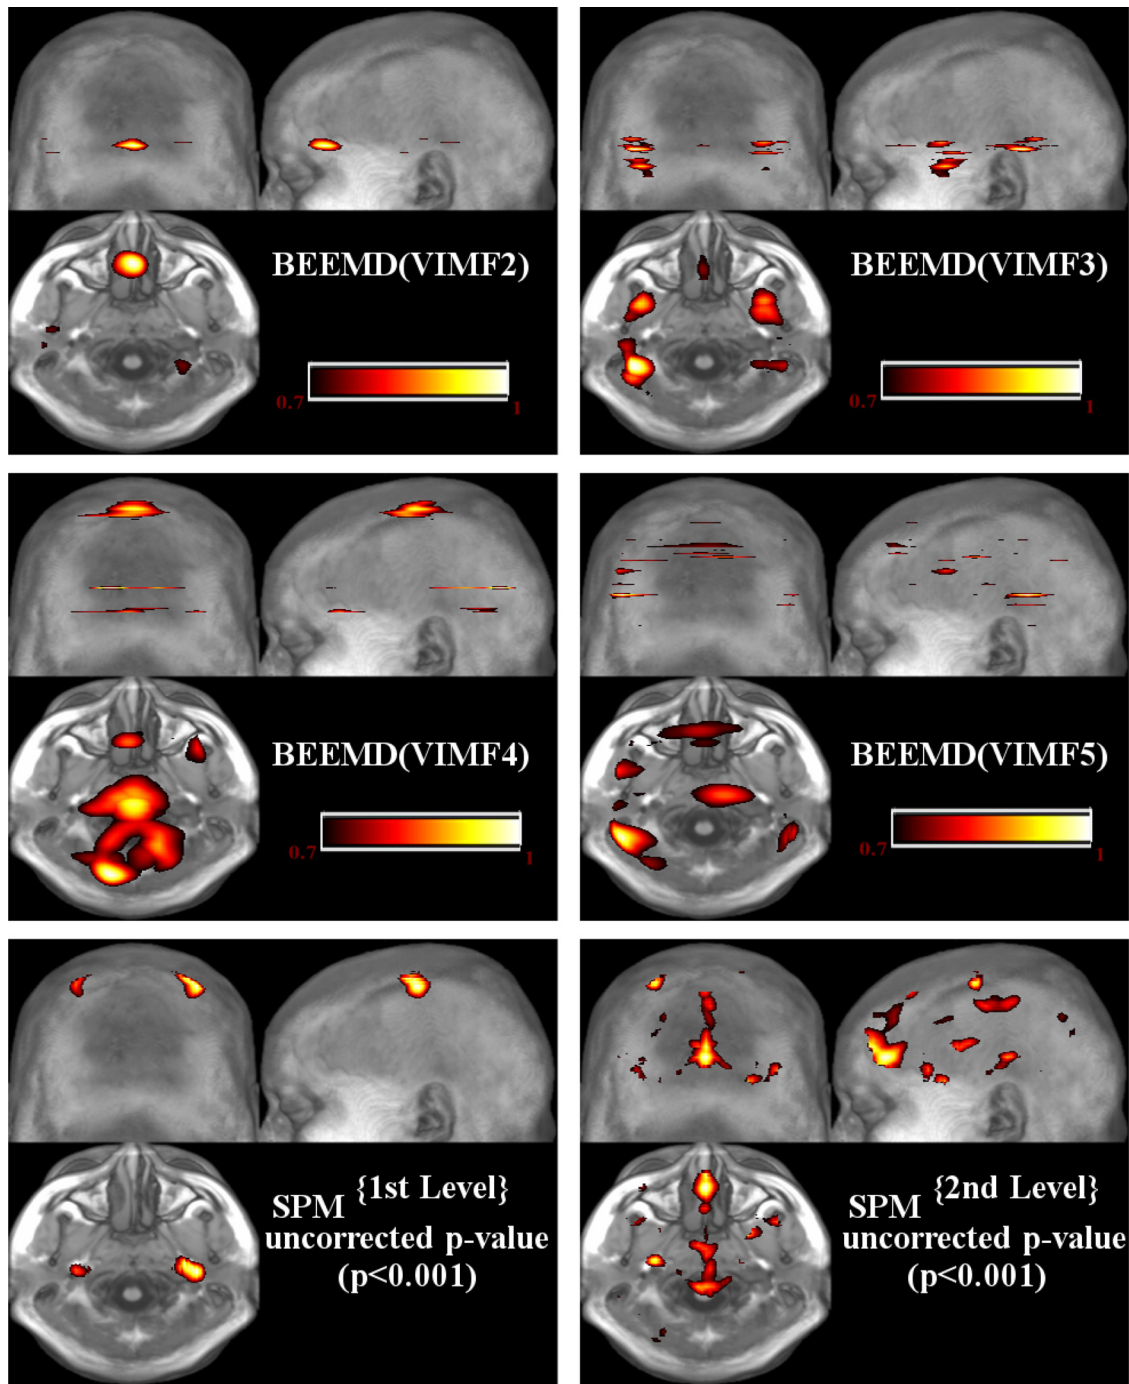 BEEMD(VIMF2)
0.7
1
BEEMD(VIMF3)
0.7
1
BEEMD(VIMF4)
0.7
1
BEEMD(VIMF5)
0.7
1
SPM {1st Level}
uncorrected p-value
(p<0.001)
SPM {2nd Level}
uncorrected p-value
(p<0.001)